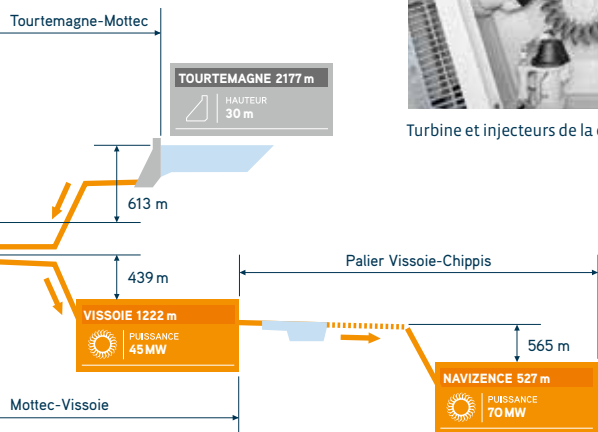 Tourtemagne-Mottec
TOURTEMAGNE 2177 m
HAUTEUR
30 m
Turbine et injecteurs de la
613 m
439 m
Palier Vissoie-Chippis
VISSOIE 1222 m
PUISSANCE
45 MW
565 m
NAVIZENCE 527 m
PUISSANCE
70 MW
Mottec-Vissoie